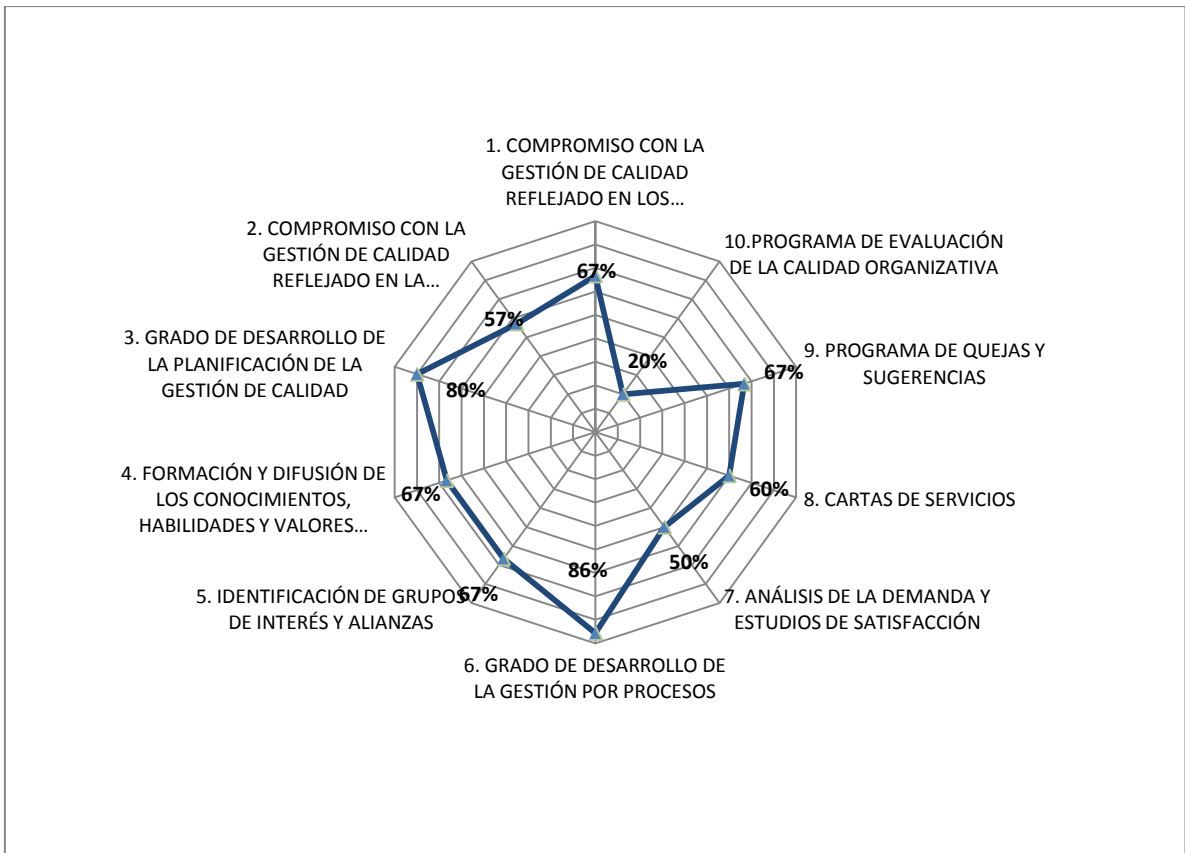 1. COMPROMISO CON LA
GESTIÓN DE CALIDAD
REFLEJADO EN LOS…
67%
2. COMPROMISO CON LA
GESTIÓN DE CALIDAD
REFLEJADO EN LA…
57%
3. GRADO DE DESARROLLO DE
LA PLANIFICACIÓN DE LA
GESTIÓN DE CALIDAD
80%
4. FORMACIÓN Y DIFUSIÓN DE
LOS CONOCIMIENTOS,
HABILIDADES Y VALORES…
67%
5. IDENTIFICACIÓN DE GRUPOS
DE INTERÉS Y ALIANZAS
67%
6. GRADO DE DESARROLLO DE
LA GESTIÓN POR PROCESOS
86%
7. ANÁLISIS DE LA DEMANDA Y
ESTUDIOS DE SATISFACCIÓN
50%
8. CARTAS DE SERVICIOS
60%
9. PROGRAMA DE QUEJAS Y
SUGERENCIAS
67%
10.PROGRAMA DE EVALUACIÓN
DE LA CALIDAD ORGANIZATIVA
20%